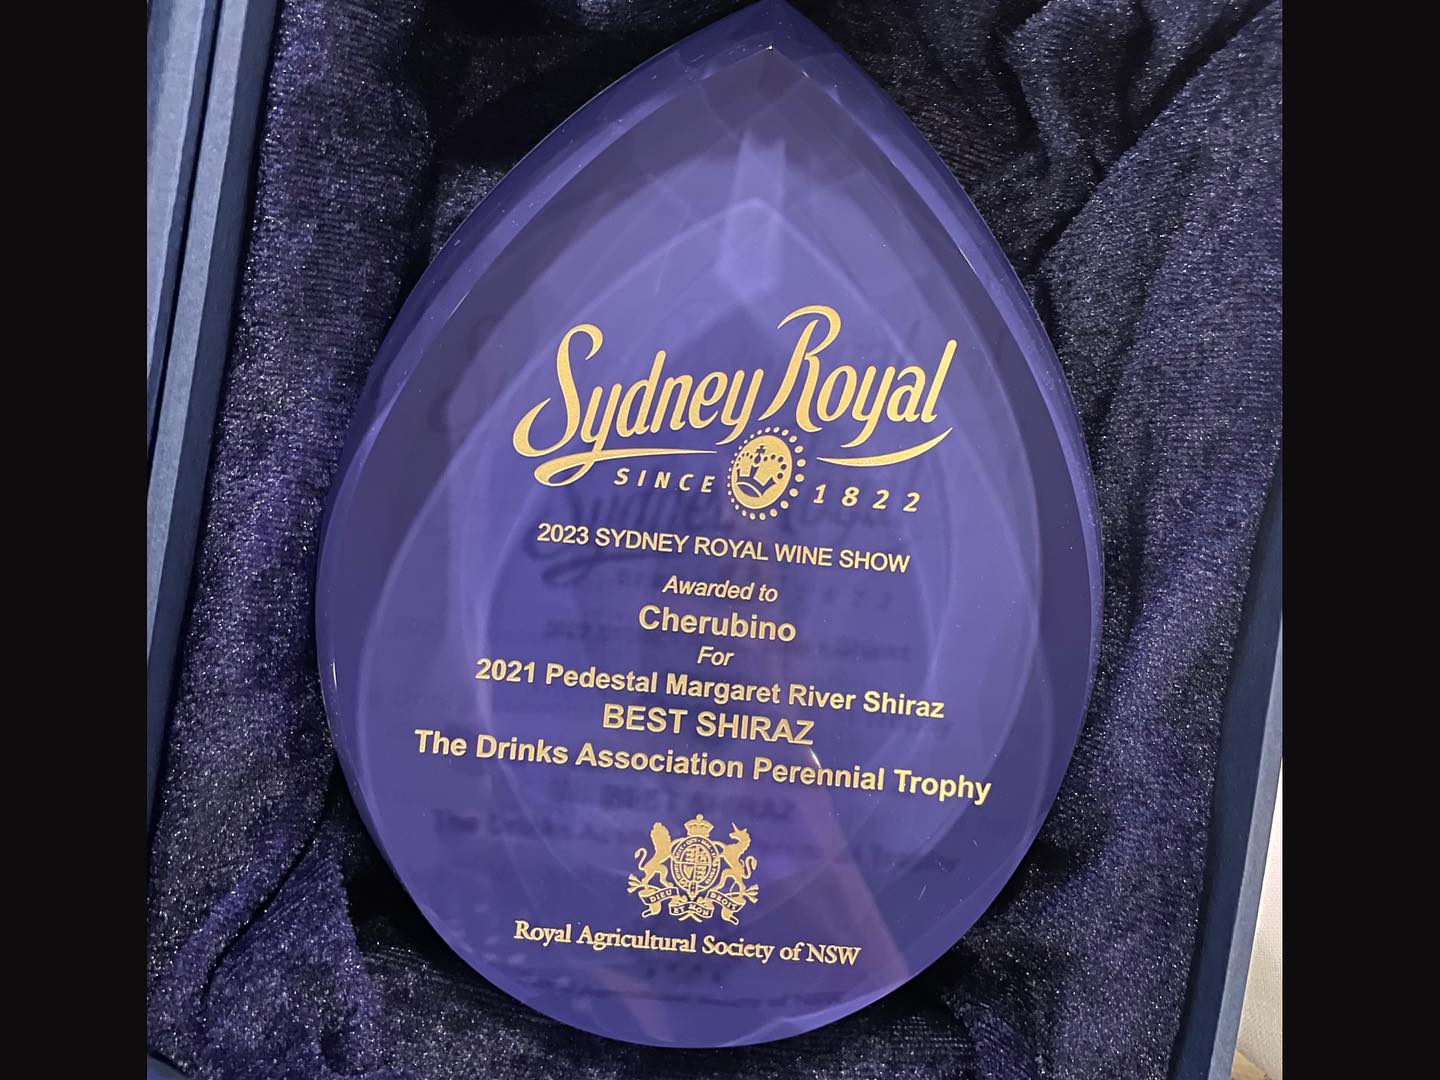 Sydney Royal
SINCE 1822
2023 SYDNEY ROYAL WINE SHOW
Awarded to
Cherubino
For
2021 Pedestal Margaret River Shiraz
BEST SHIRAZ
The Drinks Association Perennial Trophy
DIEU ET MON DROIT
Royal Agricultural Society of NSW